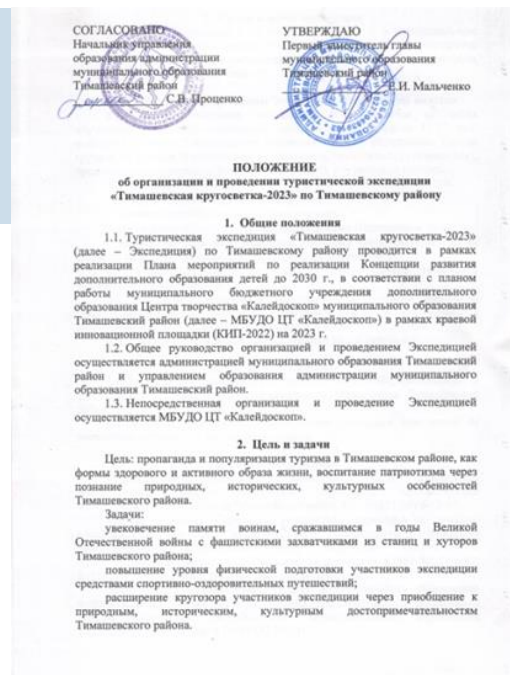 СОГЛАСОВАНО
Начальник управления
образования администрации
муниципального образования
Тимашевский район
С.В. Проценко
УТВЕРЖДАЮ
Первый заместитель главы
муниципального образования
Тимашевский район
Е.И. Мальченко
ПОЛОЖЕНИЕ
об организации и проведении туристической экспедиции
«Тимашевская кругосветка-2023» по Тимашевскому району
1. Общие положения
1.1. Туристическая экспедиция «Тимашевская кругосветка-2023»
(далее – Экспедиция) по Тимашевскому району проводится в рамках
реализации Плана мероприятий по реализации Концепции развития
дополнительного образования детей до 2030 г., в соответствии с планом
работы муниципального бюджетного учреждения дополнительного
образования Центра творчества «Калейдоскоп» муниципального образования
Тимашевский район (далее – МБУДО ЦТ «Калейдоскоп») в рамках краевой
инновационной площадки (КИП-2022) на 2023 г.
1.2. Общее руководство организацией и проведением Экспедицией
осуществляется администрацией муниципального образования Тимашевский
район и управлением образования администрации муниципального
образования Тимашевский район.
1.3. Непосредственная организация и проведение Экспедицией
осуществляется МБУДО ЦТ «Калейдоскоп».
2. Цель и задачи
Цель: пропаганда и популяризация туризма в Тимашевском районе, как
формы здорового и активного образа жизни, воспитание патриотизма через
познание природных, исторических, культурных особенностей
Тимашевского района.
Задачи:
увековечение памяти воинам, сражавшимся в годы Великой
Отечественной войны с фашистскими захватчиками из станиц и хуторов
Тимашевского района;
повышение уровня физической подготовки участников экспедиции
средствами спортивно-оздоровительных путешествий;
расширение кругозора участников экспедиции через приобщение к
природным, историческим, культурным достопримечательностям
Тимашевского района.